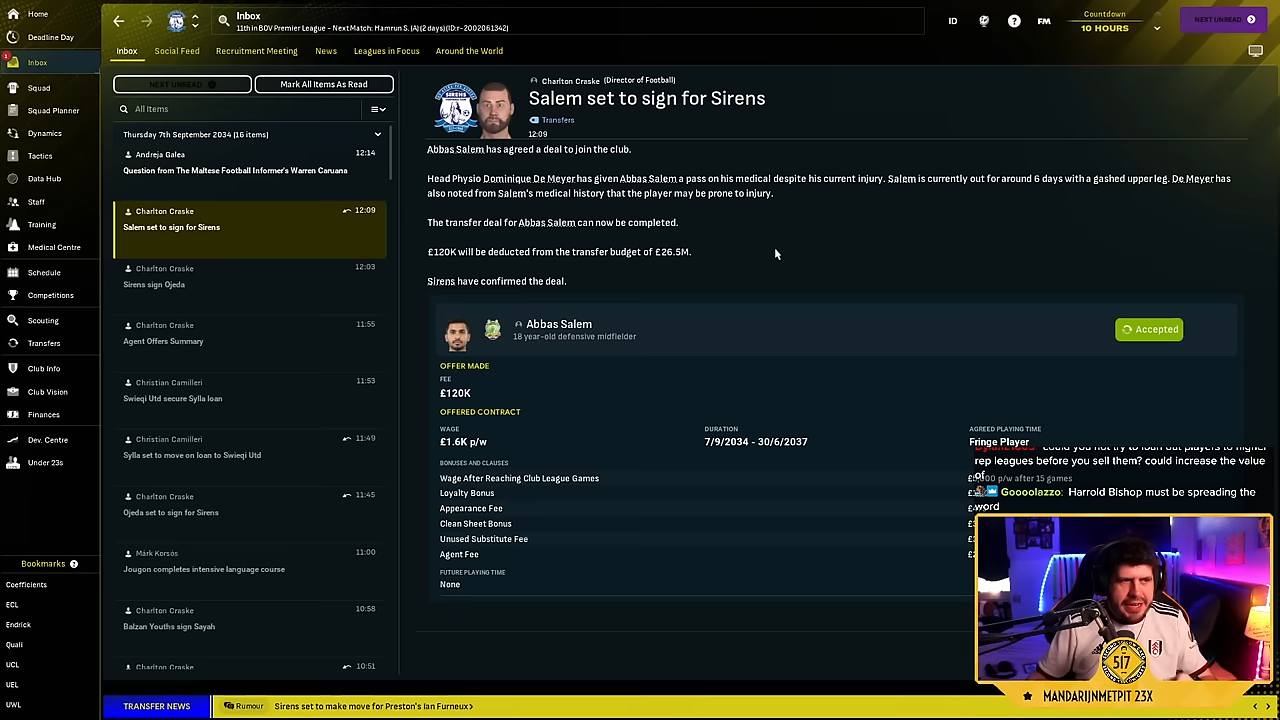 Home
Deadline Day
1
Inbox
Squad
Squad Planner
Dynamics
Tactics
Data Hub
Staff
Training
Medical Centre
Schedule
Competitions
Scouting
Transfers
Club Info
Club Vision
Finances
Dev. Centre
Under 23s
Bookmarks
Coefficients
ECL
Endrick
Quali
UCL
UEL
UWL
Inbox
11th in BOV Premier League - Next Match: Mamrun S. (A) (2 days) (ID:r-2002061342)
ID
FM
Countdown
10 HOURS
NEXT UNREAD
Inbox
Social Feed
Recruitment Meeting
News
Leagues in Focus
Around the World
NEXT UNREAD
Mark All Items As Read
All Items
Thursday 7th September 2034 (16 items)
Andreja Galea
12:14
Question from The Maltese Football Informer's Warren Caruana
Charlton Craske
12:09
Salem set to sign for Sirens
Charlton Craske
12:03
Sirens sign Ojeda
Charlton Craske
11:55
Agent Offers Summary
Christian Camilleri
11:53
Swieqi Utd secure Sylla loan
Christian Camilleri
11:49
Sylla set to move on loan to Swieqi Utd
Charlton Craske
11:45
Ojeda set to sign for Sirens
Márk Korsós
11:00
Jougon completes intensive language course
Charlton Craske
10:58
Balzan Youths sign Sayah
Charlton Craske
10:51
SIRENS
Charlton Craske (Director of Football)
Salem set to sign for Sirens
Transfers
12:09
Abbas Salem has agreed a deal to join the club.
Head Physio Dominique De Meyer has given Abbas Salem a pass on his medical despite his current injury. Salem is currently out for around 6 days with a gashed upper leg. De Meyer has
also noted from Salem's medical history that the player may be prone to injury.
The transfer deal for Abbas Salem can now be completed.
£120K will be deducted from the transfer budget of £26.5M.
Sirens have confirmed the deal.
Abbas Salem
18 year-old defensive midfielder
Accepted
OFFER MADE
FEE
£120K
OFFERED CONTRACT
WAGE
£1.6K p/w
DURATION
7/9/2034 - 30/6/2037
AGREED PLAYING TIME
Fringe Player
BONUSES AND CLAUSES
Wage After Reaching Club League Games
p/w after 15 games
Loyalty Bonus
Appearance Fee
Clean Sheet Bonus
Unused Substitute Fee
Agent Fee
FUTURE PLAYING TIME
None
could you not try to loan out players to higher
rep leagues before you sell them? could increase the value
of
Goooolazzo: Harrold Bishop must be spreading the
word
517
MANDARIJNMETPIT 23X
TRANSFER NEWS
Rumour
Sirens set to make move for Preston's Ian Furneux>